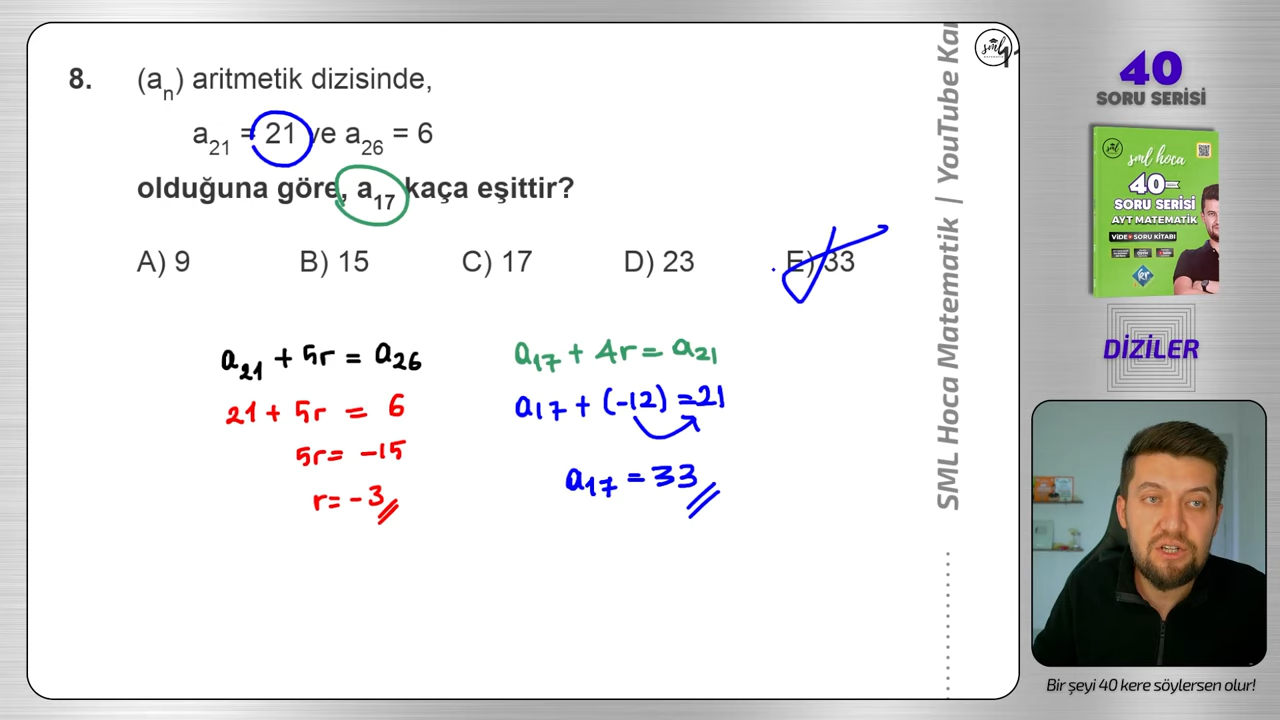 8. (aₙ) aritmetik dizisinde,
a₂₁ = 21 ve a₂₆ = 6
olduğuna göre, a₁₇ kaça eşittir?
A) 9 B) 15 C) 17 D) 23 E) 33
a₂₁ + 5r = a₂₆
21 + 5r = 6
5r = -15
r = -3
a₁₇ + 4r = a₂₁
a₁₇ + (-12) = 21
a₁₇ = 33
SML Hoca Matematik | YouTube
sml
40
SORU SERİSİ
sml hoca
40
SORU SERİSİ
AYT MATEMATİK
VİDEO SORU KİTABI
DİZİLER
Bir şeyi 40 kere söylersen olur!